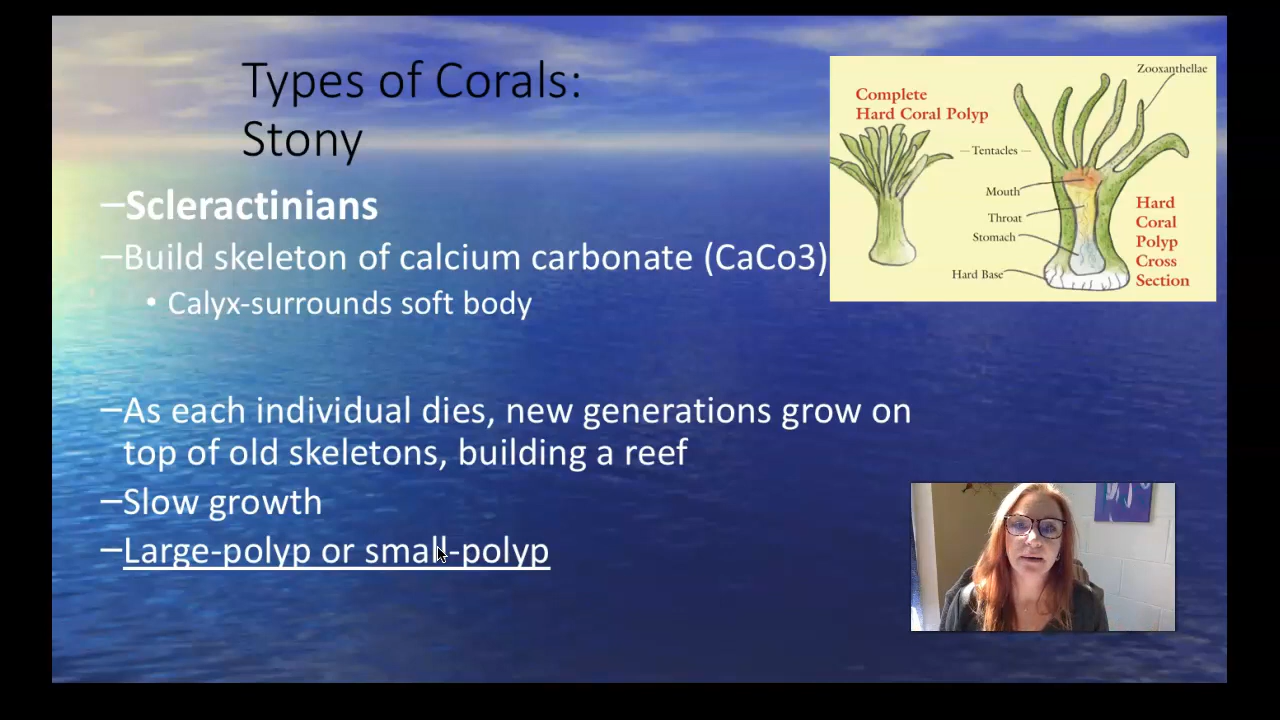 Types of Corals:
Stony
–Scleractinians
–Build skeleton of calcium carbonate (CaCo3)
• Calyx-surrounds soft body
–As each individual dies, new generations grow on
top of old skeletons, building a reef
–Slow growth
–Large-polyp or small-polyp
Zooxanthellae
Complete
Hard Coral Polyp
— Tentacles —
Mouth
Throat
Stomach
Hard Base
Hard
Coral
Polyp
Cross
Section